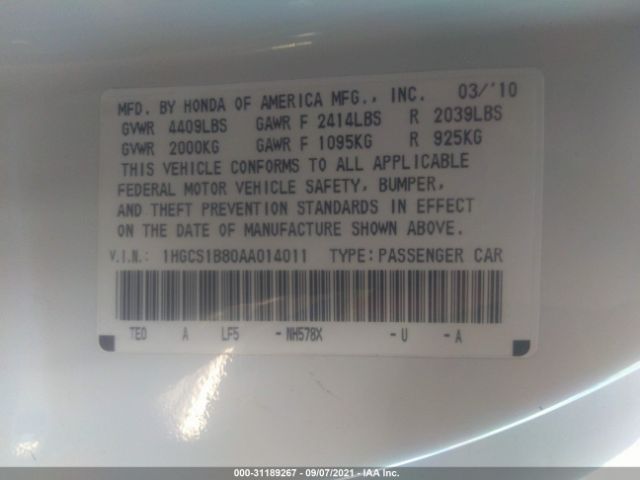 MFD. BY HONDA OF AMERICA MFG., INC. 03/'10
GVWR 4409LBS GAWR F 2414LBS R 2039LBS
GVWR 2000KG GAWR F 1095KG R 925KG
THIS VEHICLE CONFORMS TO ALL APPLICABLE
FEDERAL MOTOR VEHICLE SAFETY, BUMPER,
AND THEFT PREVENTION STANDARDS IN EFFECT
ON THE DATE OF MANUFACTURE SHOWN ABOVE.
V.I.N.: 1HGCS1B80AA014011 TYPE: PASSENGER CAR
TE0 A LF5 - NH578X - U - A
000-31189267 - 09/07/2021 - IAA Inc.